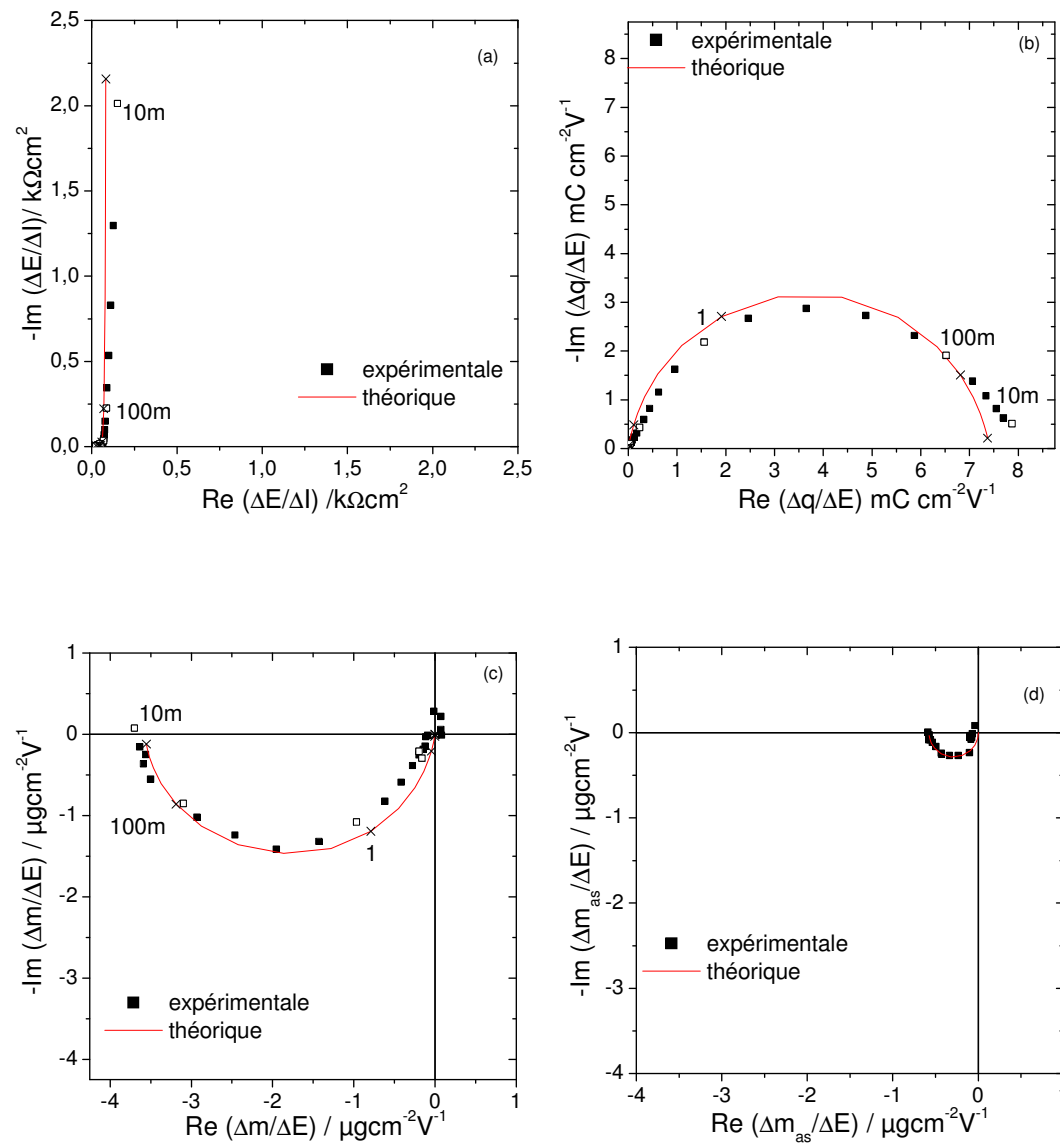 2,5
2,0
1,5
1,0
0,5
0,0
0,0 0,5 1,0 1,5 2,0 2,5
-Im (ΔE/ΔI)/ kΩcm²
Re (ΔE/ΔI) /kΩcm²
(a)
10m
100m
expérimentale
théorique
8
7
6
5
4
3
2
1
0
0 1 2 3 4 5 6 7 8
-Im (Δq/ΔE) mC cm⁻²V⁻¹
Re (Δq/ΔE) mC cm⁻²V⁻¹
expérimentale
théorique
(b)
1
100m
10m
1
0
-1
-2
-3
-4
-4 -3 -2 -1 0 1
-Im (Δm/ΔE) / µgcm⁻²V⁻¹
Re (Δm/ΔE) / µgcm⁻²V⁻¹
(c)
10m
100m
1
expérimentale
théorique
1
0
-1
-2
-3
-4
-4 -3 -2 -1 0 1
-Im (Δmₐₛ/ΔE) / µgcm⁻²V⁻¹
Re (Δmₐₛ/ΔE) / µgcm⁻²V⁻¹
(d)
expérimentale
théorique